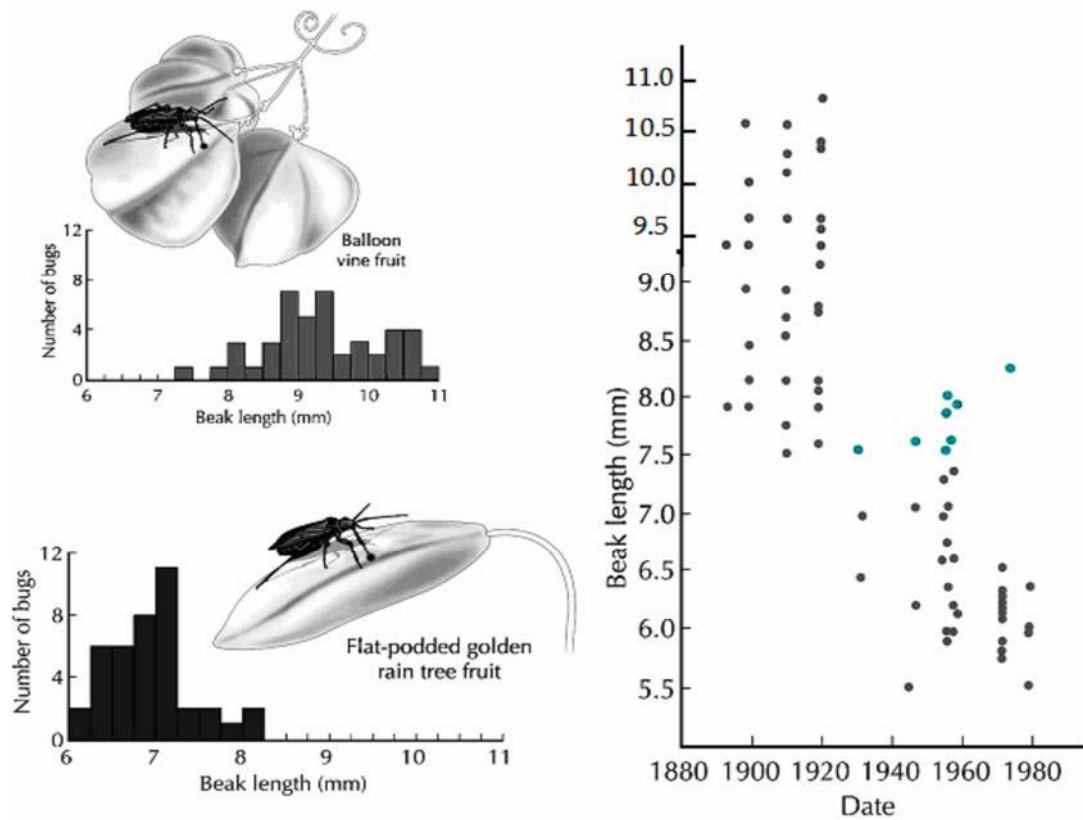 12
8
4
0
Number of bugs
Balloon
vine fruit
6 7 8 9 10 11
Beak length (mm)
12
8
4
0
Number of bugs
Flat-podded golden
rain tree fruit
6 7 8 9 10 11
Beak length (mm)
11.0
10.5
10.0
9.5
9.0
8.5
8.0
7.5
7.0
6.5
6.0
5.5
Beak length (mm)
1880 1900 1920 1940 1960 1980
Date